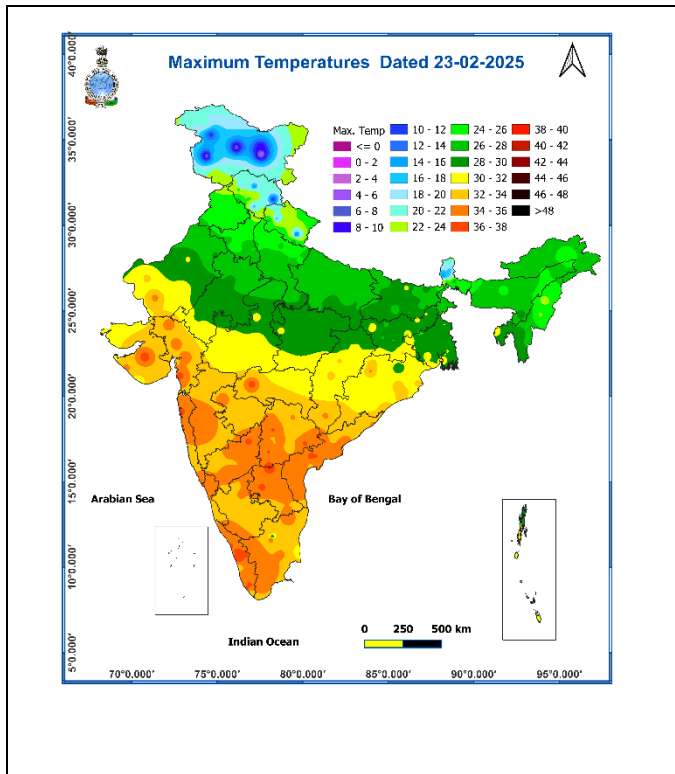 Maximum Temperatures Dated 23-02-2025
Max. Temp
<= 0
0 - 2
2 - 4
4 - 6
6 - 8
8 - 10
10 - 12
12 - 14
14 - 16
16 - 18
18 - 20
20 - 22
22 - 24
24 - 26
26 - 28
28 - 30
30 - 32
32 - 34
34 - 36
36 - 38
38 - 40
40 - 42
42 - 44
44 - 46
46 - 48
>48
40°0.000'
35°0.000'
30°0.000'
25°0.000'
20°0.000'
15°0.000'
10°0.000'
5°0.000'
Arabian Sea
Bay of Bengal
Indian Ocean
0 250 500 km
70°0.000' 75°0.000' 80°0.000' 85°0.000' 90°0.000' 95°0.000'